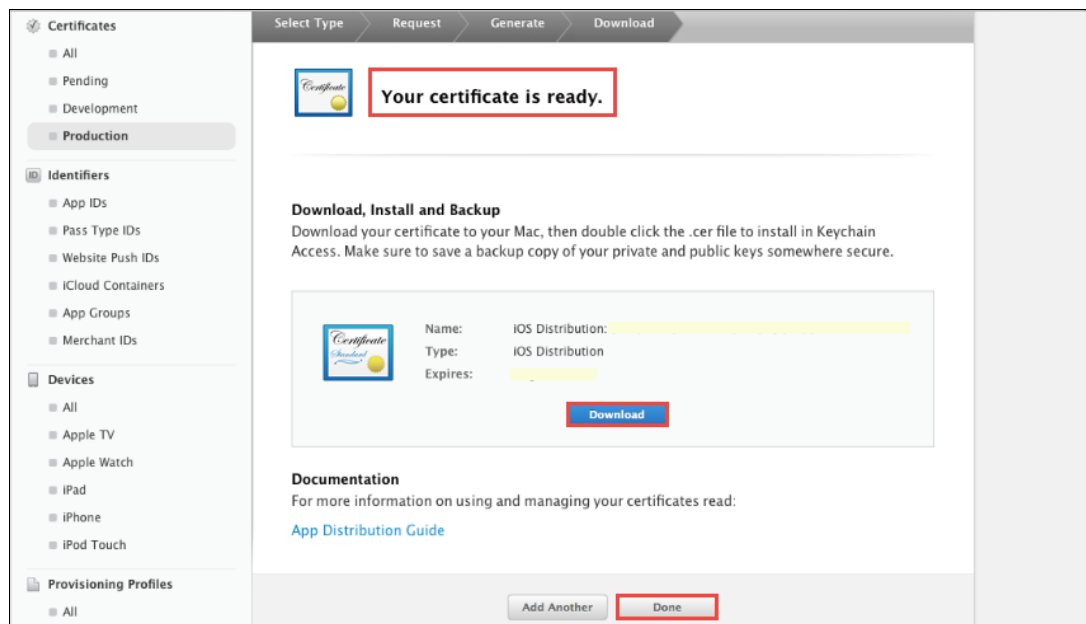 Certificates
All
Pending
Development
Production
ID Identifiers
App IDs
Pass Type IDs
Website Push IDs
iCloud Containers
App Groups
Merchant IDs
Devices
All
Apple TV
Apple Watch
iPad
iPhone
iPod Touch
Provisioning Profiles
All
Select Type Request Generate Download
Certificate
Your certificate is ready.
Download, Install and Backup
Download your certificate to your Mac, then double click the .cer file to install in Keychain
Access. Make sure to save a backup copy of your private and public keys somewhere secure.
Certificate
Standard
Name: iOS Distribution:
Type: iOS Distribution
Expires:
Download
Documentation
For more information on using and managing your certificates read:
App Distribution Guide
Add Another Done